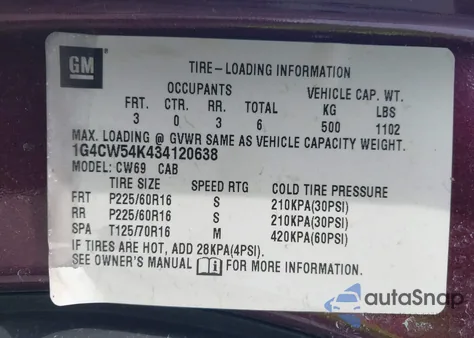 GM
TIRE-LOADING INFORMATION
OCCUPANTS VEHICLE CAP. WT.
FRT. CTR. RR. TOTAL KG LBS
3 0 3 6 500 1102
MAX. LOADING @ GVWR SAME AS VEHICLE CAPACITY WEIGHT.
1G4CW54K434120638
MODEL: CW69 CAB
TIRE SIZE SPEED RTG COLD TIRE PRESSURE
FRT P225/60R16 S 210KPA(30PSI)
RR P225/60R16 S 210KPA(30PSI)
SPA T125/70R16 M 420KPA(60PSI)
IF TIRES ARE HOT, ADD 28KPA(4PSI).
SEE OWNER'S MANUAL i FOR MORE INFORMATION.
autoSnap